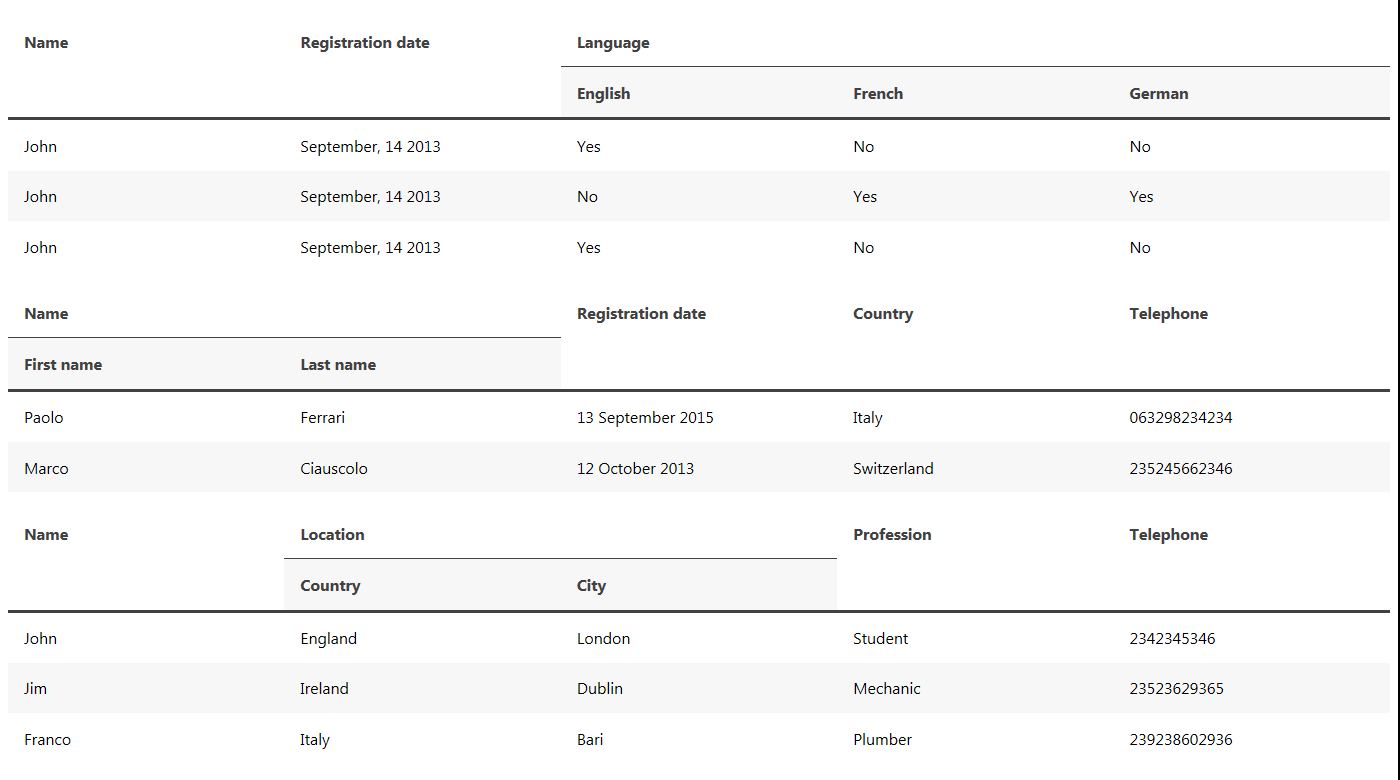 Name Registration date Language
English French German
John September, 14 2013 Yes No No
John September, 14 2013 No Yes Yes
John September, 14 2013 Yes No No
Name Registration date Country Telephone
First name Last name
Paolo Ferrari 13 September 2015 Italy 063298234234
Marco Ciauscolo 12 October 2013 Switzerland 235245662346
Name Location Profession Telephone
Country City
John England London Student 2342345346
Jim Ireland Dublin Mechanic 23523629365
Franco Italy Bari Plumber 239238602936